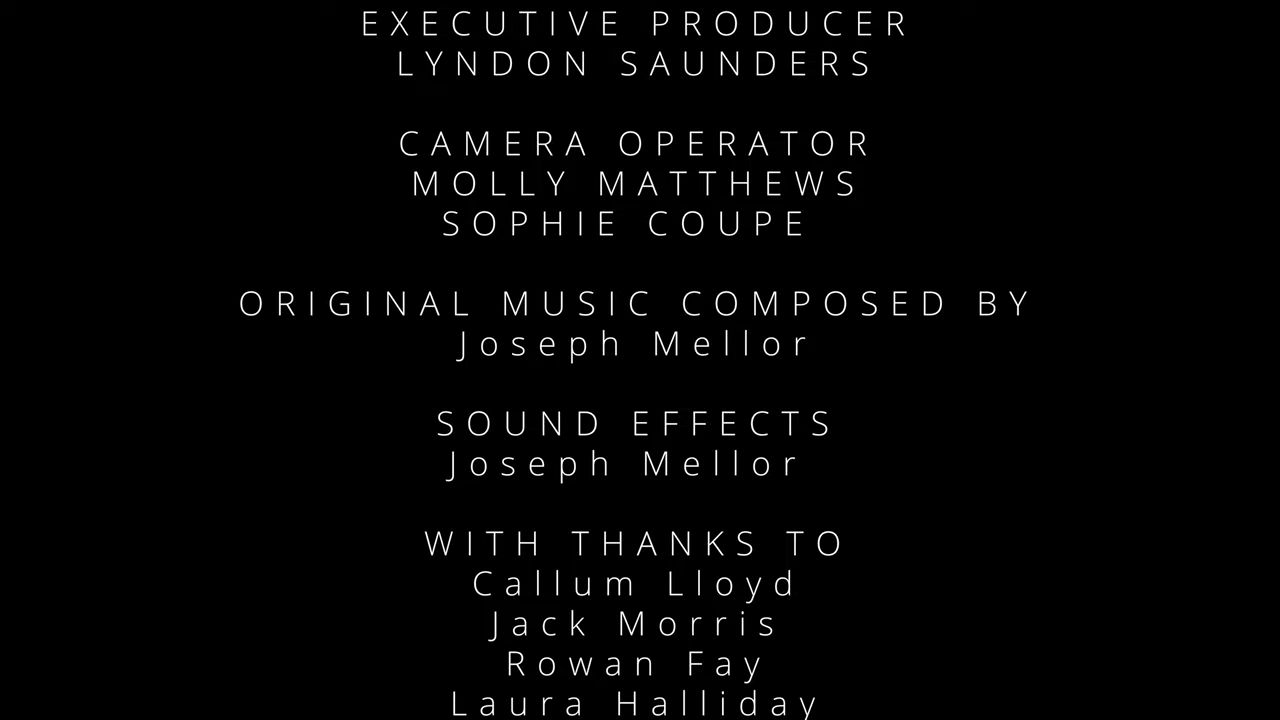 EXECUTIVE PRODUCER
LYNDON SAUNDERS
CAMERA OPERATOR
MOLLY MATTHEWS
SOPHIE COUPE
ORIGINAL MUSIC COMPOSED BY
Joseph Mellor
SOUND EFFECTS
Joseph Mellor
WITH THANKS TO
Callum Lloyd
Jack Morris
Rowan Fay
Laura Halliday